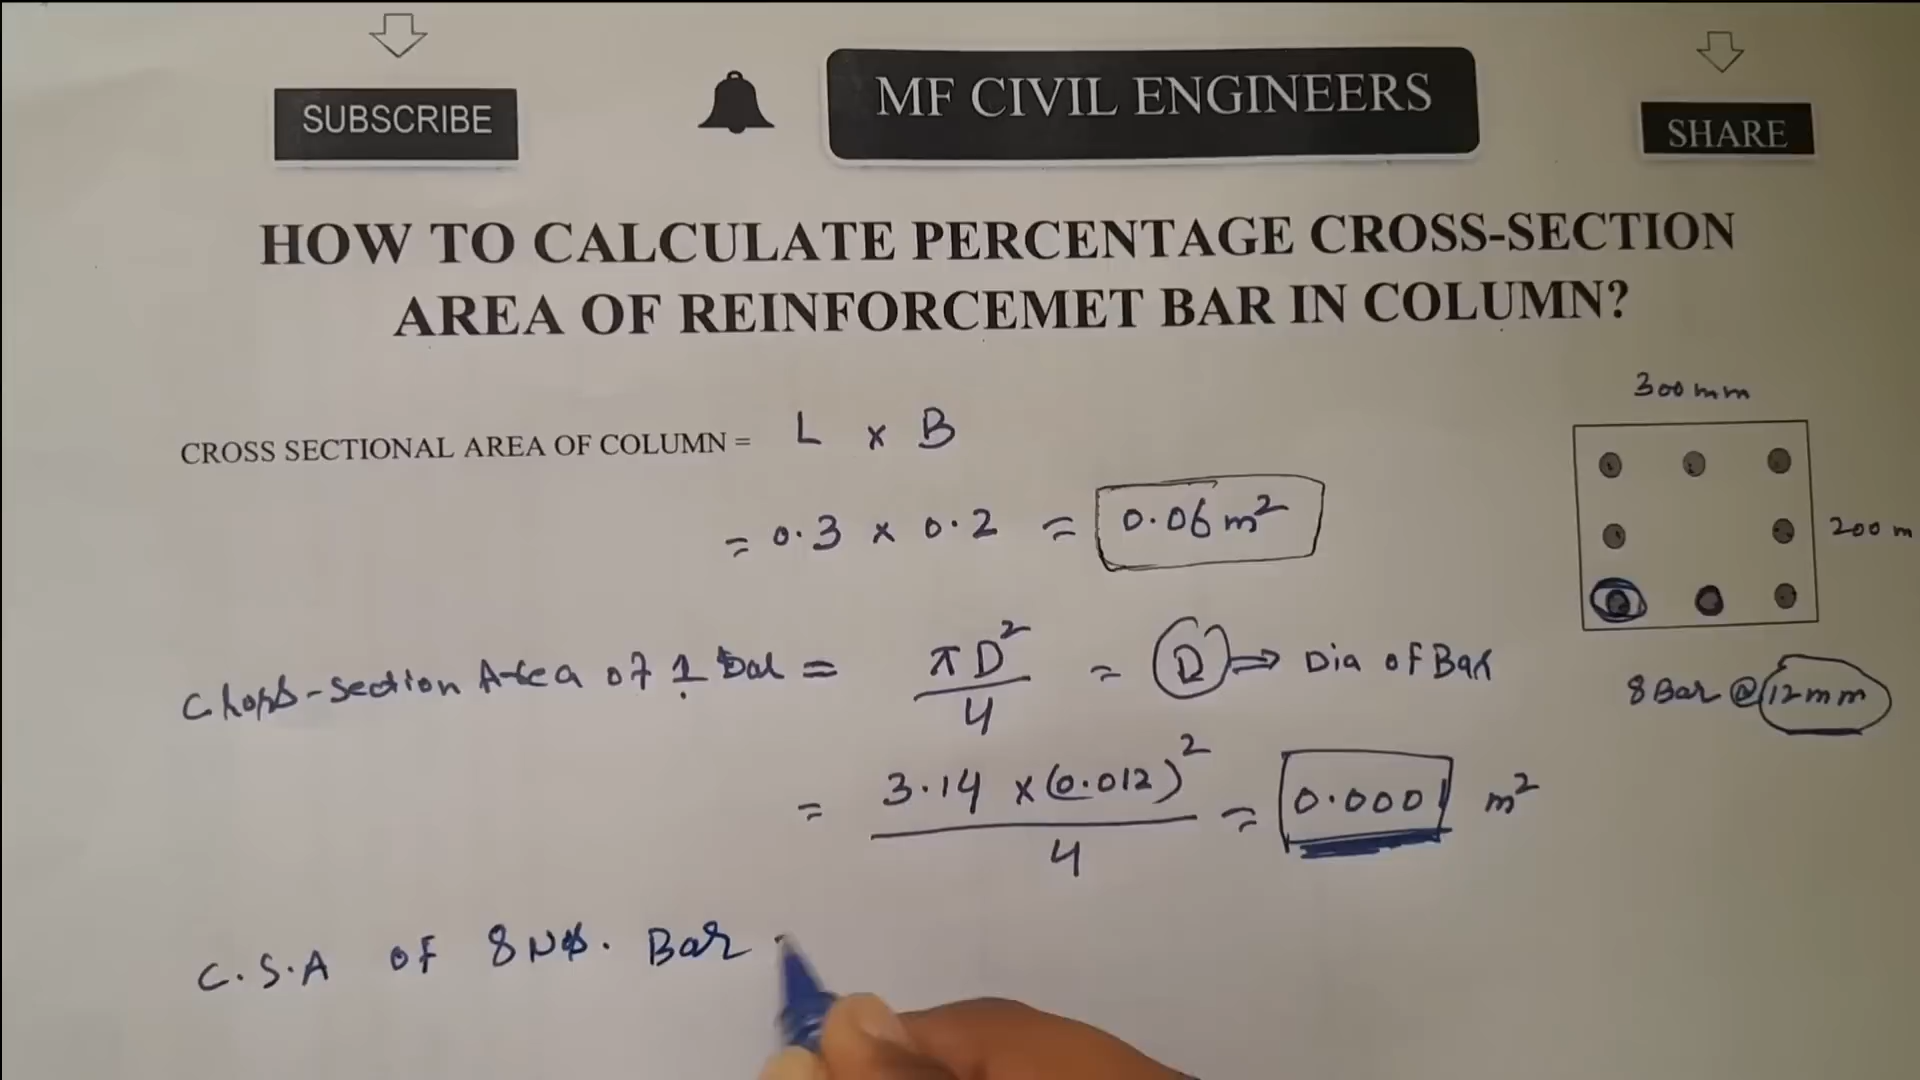 SUBSCRIBE
MF CIVIL ENGINEERS
SHARE
HOW TO CALCULATE PERCENTAGE CROSS-SECTION
AREA OF REINFORCEMET BAR IN COLUMN?
300 mm
CROSS SECTIONAL AREA OF COLUMN = L x B
= 0.3 x 0.2 = 0.06 m²
200 m
Cross-section Area of 1 Bar = πD²/4 = D ⇒ Dia of Bar
8 Bar @ 12mm
= 3.14 x (0.012)²/4 = 0.0001 m²
C.S.A of 8 Nos. Bar